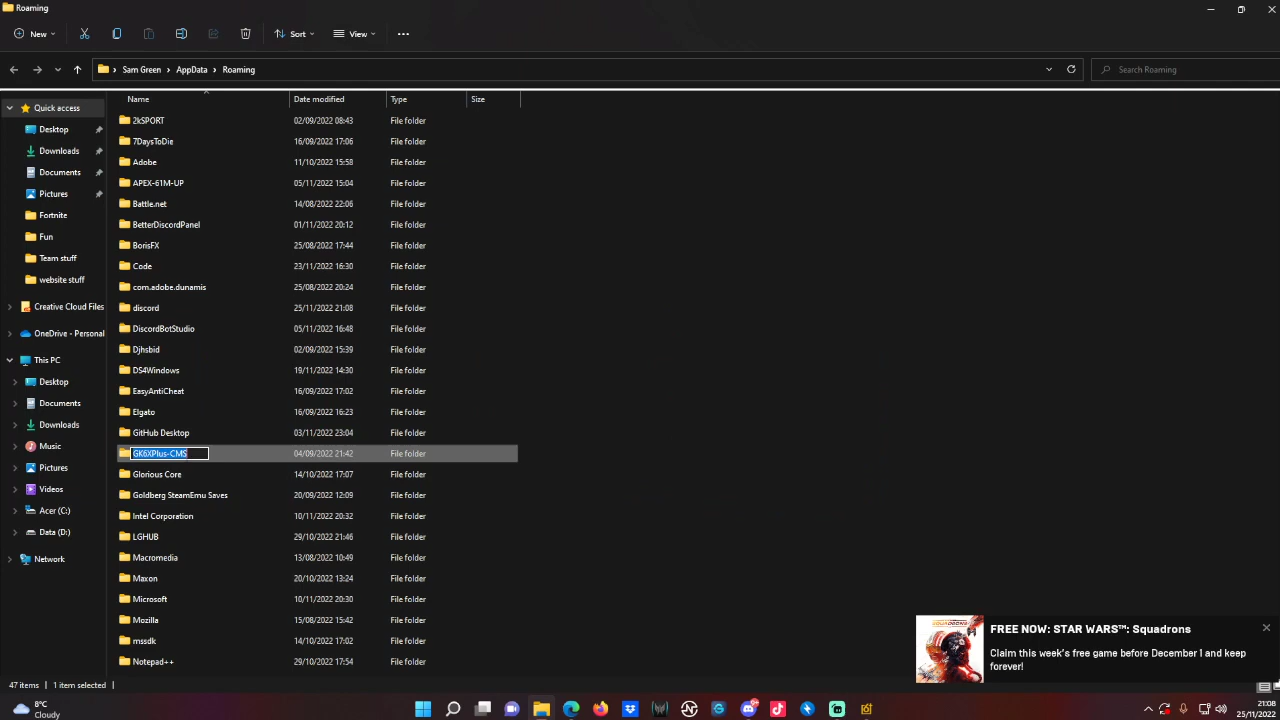 Roaming
New
Sort
View
Sam Green
AppData
Roaming
Search Roaming
Quick access
Desktop
Downloads
Documents
Pictures
Fortnite
Fun
Team stuff
website stuff
Creative Cloud Files
OneDrive - Personal
This PC
Desktop
Documents
Downloads
Music
Pictures
Videos
Acer (C:)
Data (D:)
Network
Name Date modified Type Size
2kSPORT 02/09/2022 08:43 File folder
7DaysToDie 16/09/2022 17:06 File folder
Adobe 11/10/2022 15:58 File folder
APEX-61M-UP 05/11/2022 15:04 File folder
Battle.net 14/08/2022 22:06 File folder
BetterDiscordPanel 01/11/2022 20:12 File folder
BorisFX 25/08/2022 17:44 File folder
Code 23/11/2022 16:30 File folder
com.adobe.dunamis 25/08/2022 20:24 File folder
discord 25/11/2022 21:08 File folder
DiscordBotStudio 05/11/2022 16:48 File folder
Djhsbid 02/09/2022 15:39 File folder
DS4Windows 19/11/2022 14:30 File folder
EasyAntiCheat 16/09/2022 17:02 File folder
Elgato 16/09/2022 16:23 File folder
GitHub Desktop 03/11/2022 23:04 File folder
GK6XPlus-CMS 04/09/2022 21:42 File folder
Glorious Core 14/10/2022 17:07 File folder
Goldberg SteamEmu Saves 20/09/2022 12:09 File folder
Intel Corporation 10/11/2022 20:32 File folder
LGHUB 29/10/2022 21:46 File folder
Macromedia 13/08/2022 10:49 File folder
Maxon 20/10/2022 13:24 File folder
Microsoft 10/11/2022 20:30 File folder
Mozilla 15/08/2022 15:42 File folder
mssdk 14/10/2022 17:02 File folder
Notepad++ 29/10/2022 17:54 File folder
FREE NOW: STAR WARS™: Squadrons
Claim this week's free game before December 1 and keep
forever!
47 items
1 item selected
8°C
Cloudy
21:08
25/11/2022